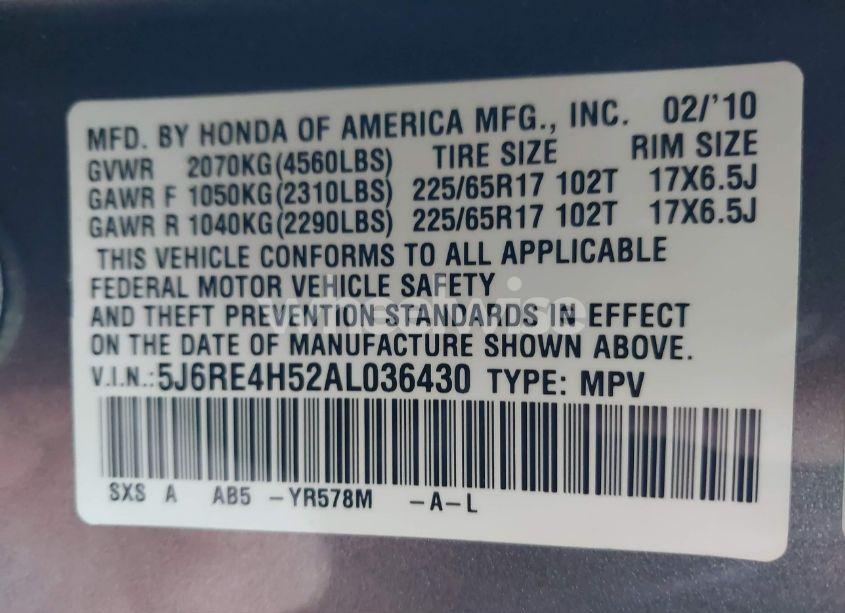 MFD. BY HONDA OF AMERICA MFG., INC. 02/'10
GVWR 2070KG(4560LBS) TIRE SIZE RIM SIZE
GAWR F 1050KG(2310LBS) 225/65R17 102T 17X6.5J
GAWR R 1040KG(2290LBS) 225/65R17 102T 17X6.5J
THIS VEHICLE CONFORMS TO ALL APPLICABLE
FEDERAL MOTOR VEHICLE SAFETY
AND THEFT PREVENTION STANDARDS IN EFFECT
ON THE DATE OF MANUFACTURE SHOWN ABOVE.
V.I.N.:5J6RE4H52AL036430 TYPE: MPV
SXS A AB5 -YR578M -A-L
Wheelwise